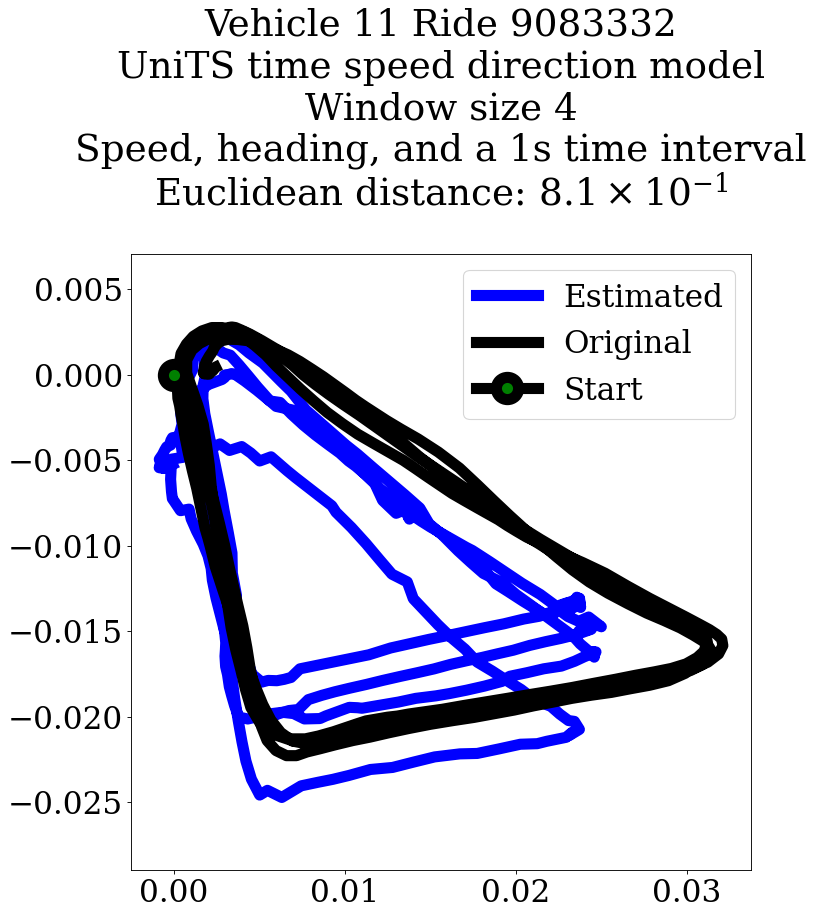 Vehicle 11 Ride 9083332
UniTS time speed direction model
Window size 4
Speed, heading, and a 1s time interval
Euclidean distance: 8.1 × 10⁻¹
Estimated
Original
Start
0.005
0.000
−0.005
−0.010
−0.015
−0.020
−0.025
0.00 0.01 0.02 0.03